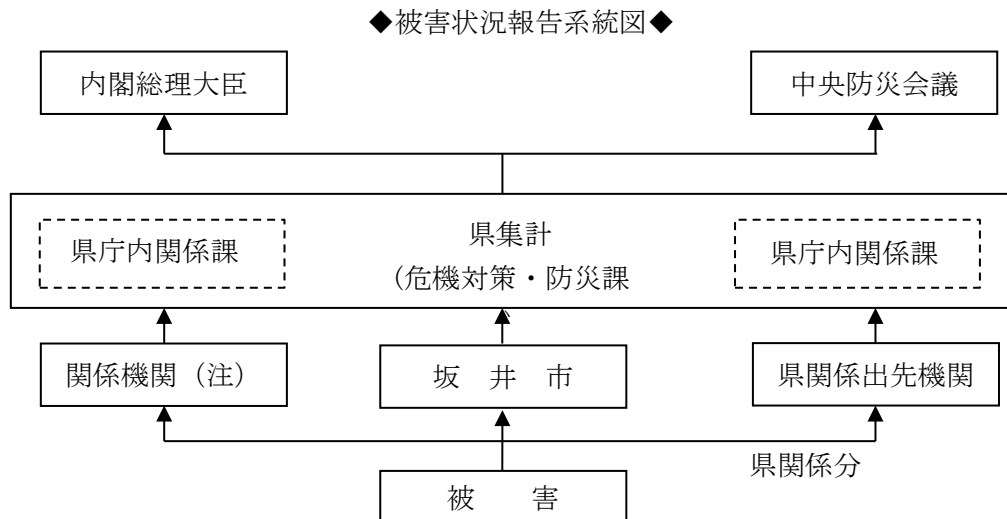 ◆被害状況報告系統図◆
内閣総理大臣
中央防災会議
県庁内関係課
県集計
(危機対策・防災課
県庁内関係課
関係機関（注）
坂　井　市
県関係出先機関
県関係分
被　　害